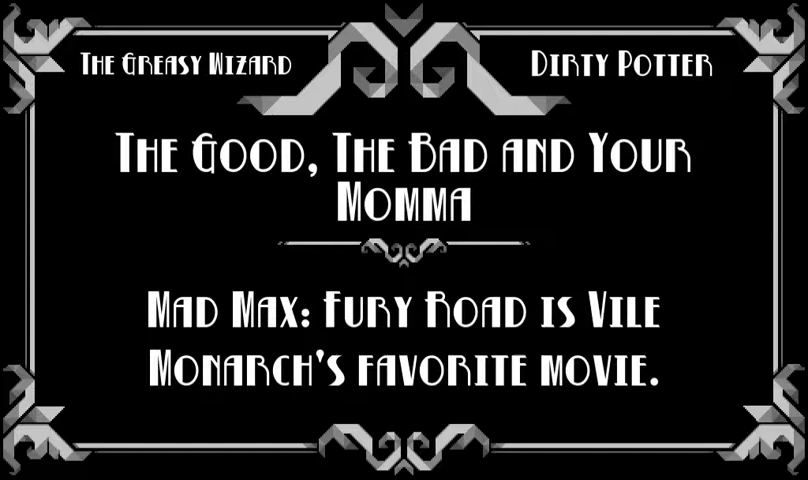 The Greasy Wizard
Dirty Potter
The Good, The Bad and Your
Momma
Mad Max: Fury Road is Vile
Monarch's favorite movie.